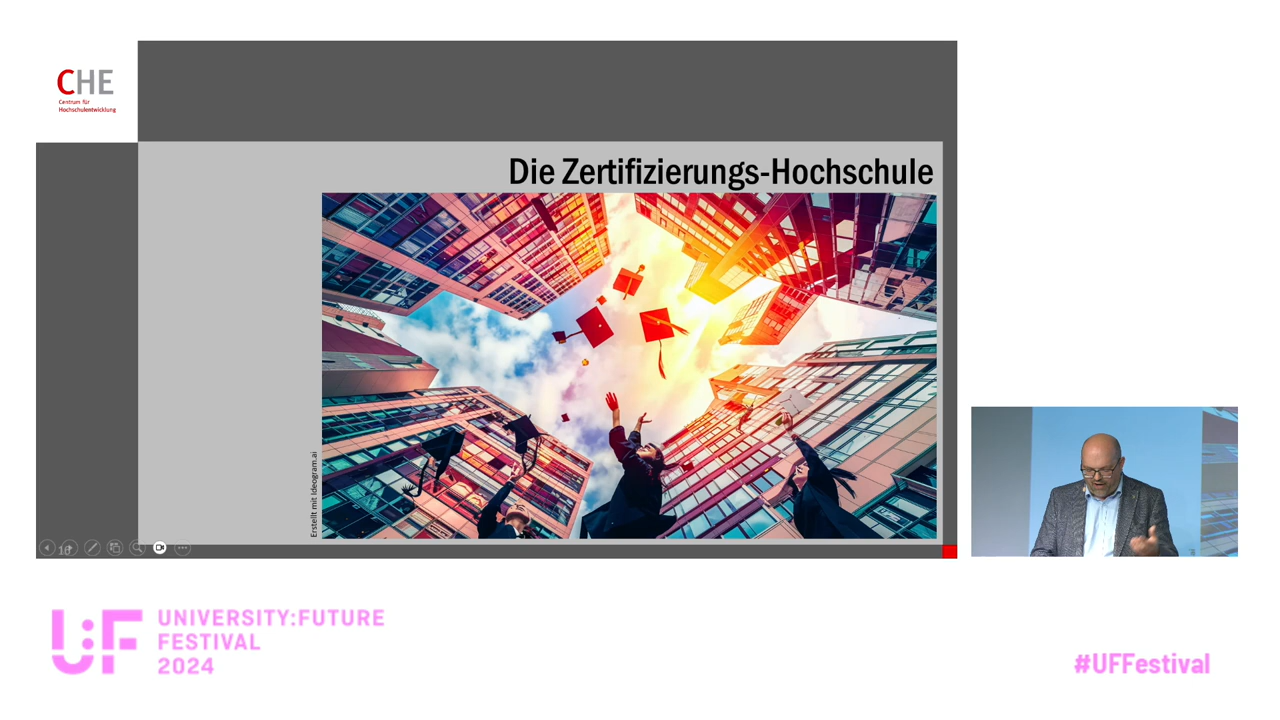 CHE
Centrum für
Hochschulentwicklung
Die Zertifizierungs-Hochschule
Erstellt mit Ideogram.ai
U:F
UNIVERSITY:FUTURE
FESTIVAL
2024
#UFFestival